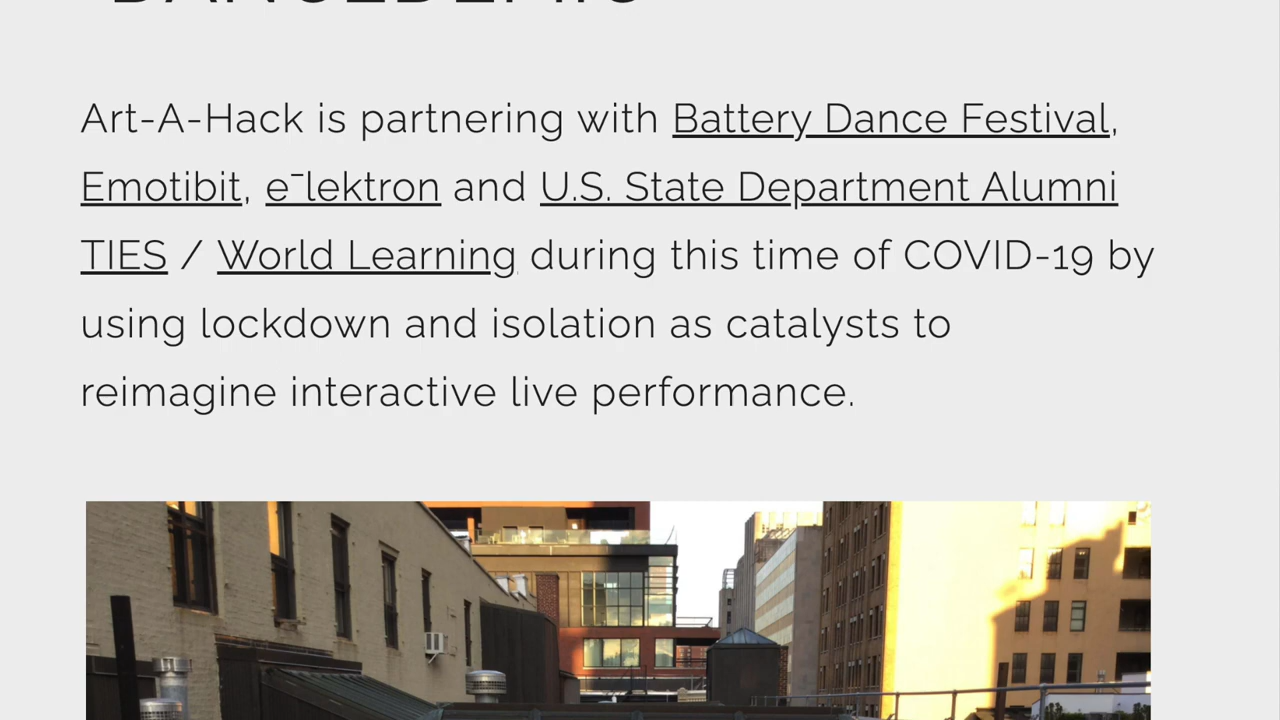 Art-A-Hack is partnering with Battery Dance Festival,
Emotibit, e¯lektron and U.S. State Department Alumni
TIES / World Learning during this time of COVID-19 by
using lockdown and isolation as catalysts to
reimagine interactive live performance.